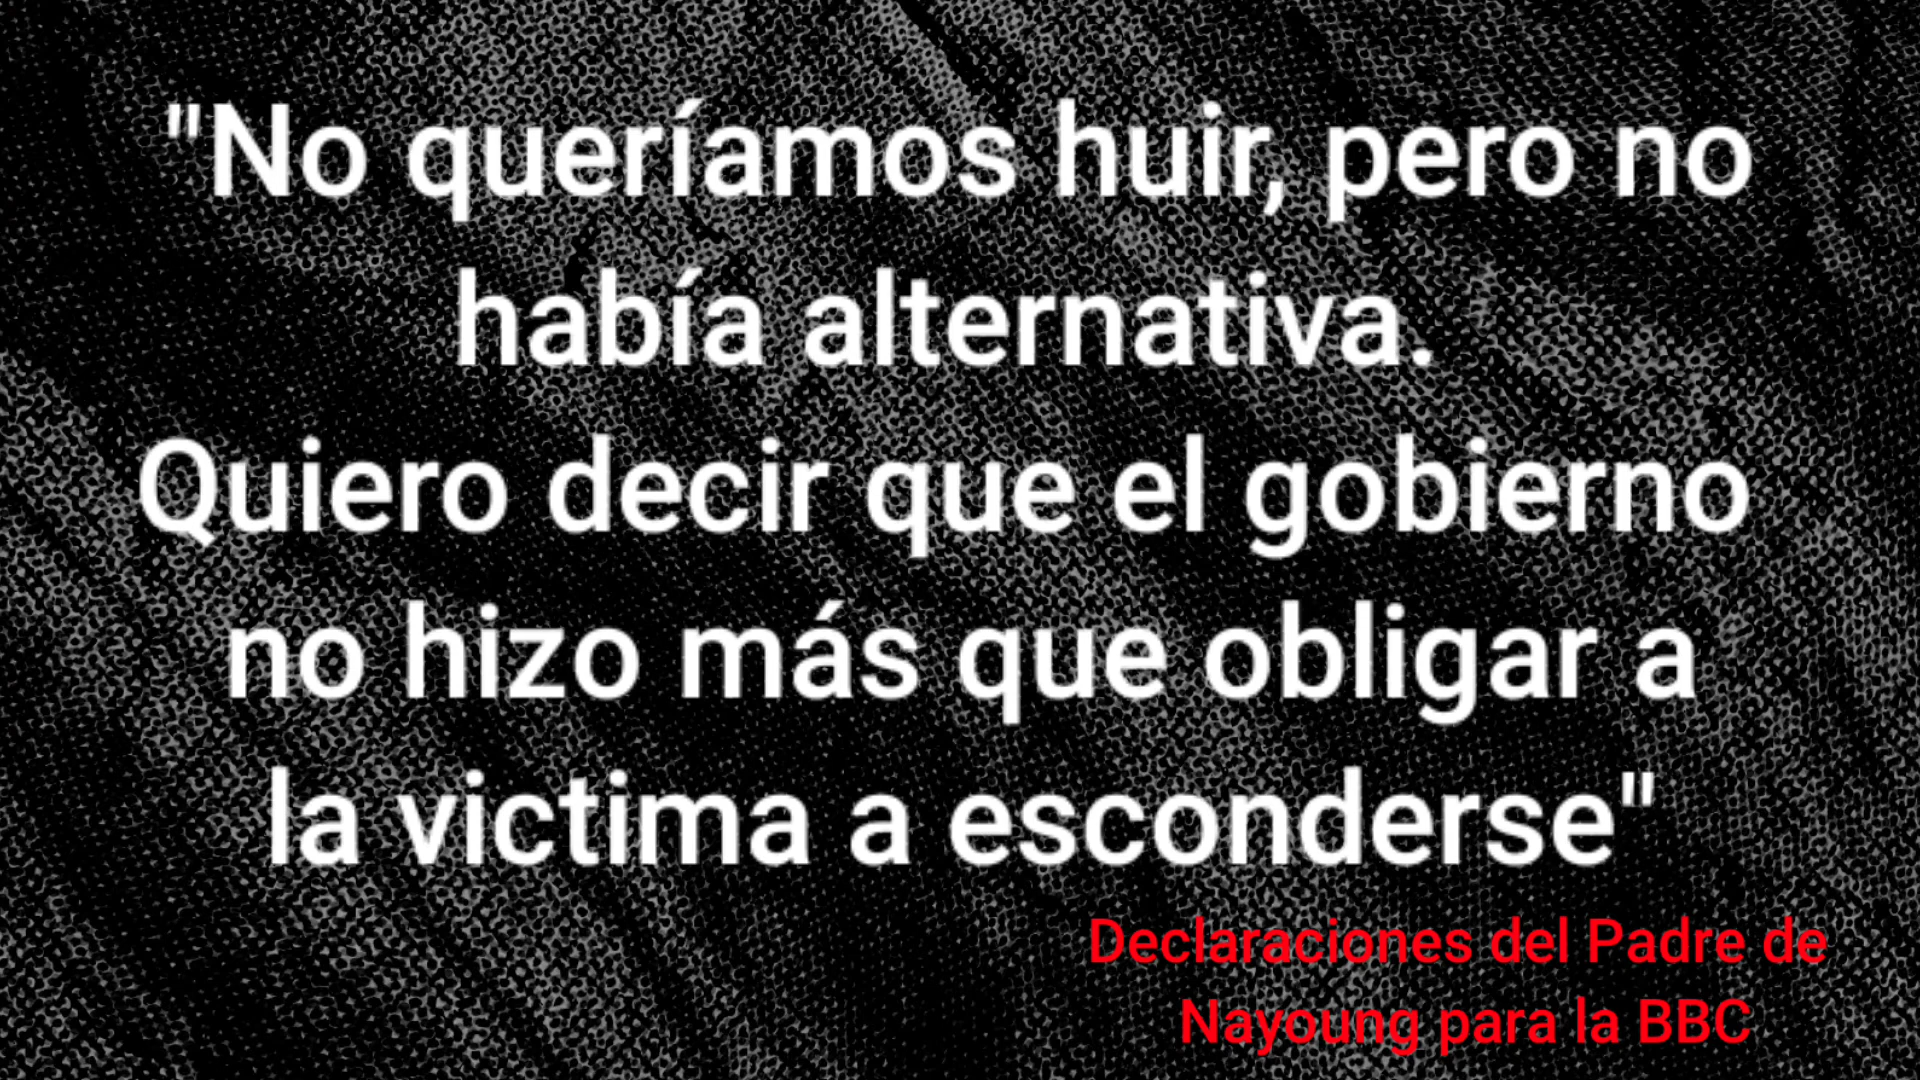 "No queríamos huir, pero no
había alternativa.
Quiero decir que el gobierno
no hizo más que obligar a
la victima a esconderse"
Declaraciones del Padre de
Nayoung para la BBC